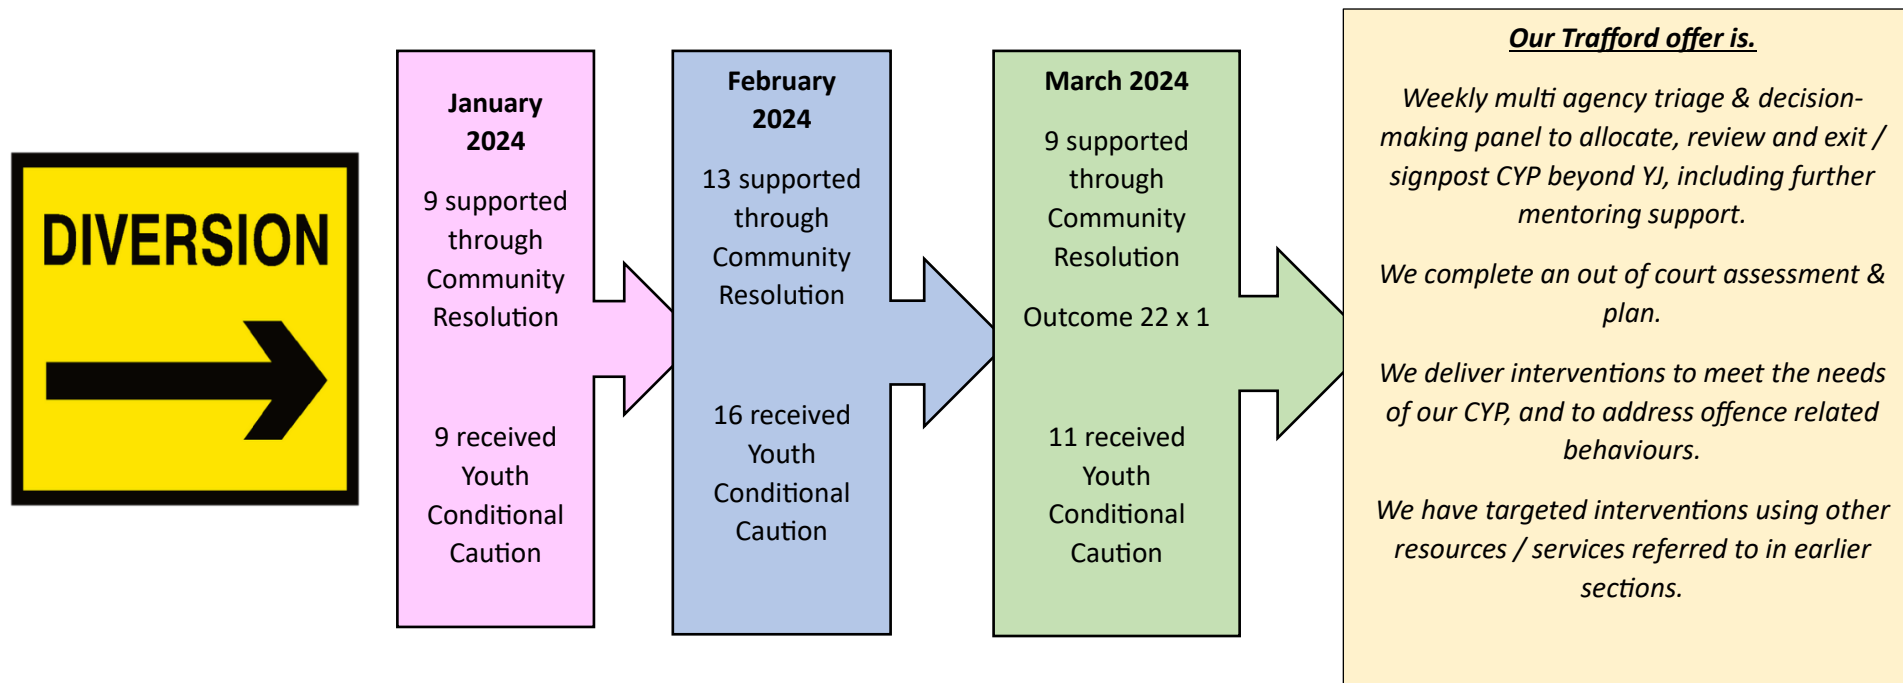 DIVERSION
January
2024
9 supported
through
Community
Resolution
9 received
Youth
Conditional
Caution
February
2024
13 supported
through
Community
Resolution
16 received
Youth
Conditional
Caution
March 2024
9 supported
through
Community
Resolution
Outcome 22 x 1
11 received
Youth
Conditional
Caution
Our Trafford offer is.
Weekly multi agency triage & decision-
making panel to allocate, review and exit /
signpost CYP beyond YJ, including further
mentoring support.
We complete an out of court assessment &
plan.
We deliver interventions to meet the needs
of our CYP, and to address offence related
behaviours.
We have targeted interventions using other
resources / services referred to in earlier
sections.